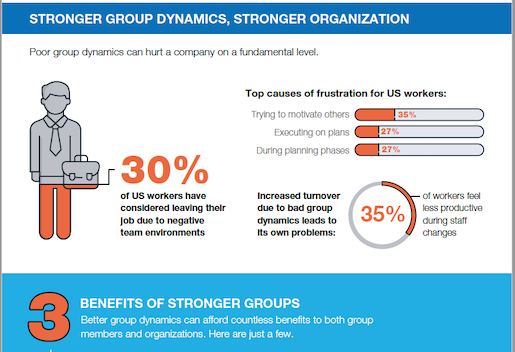 STRONGER GROUP DYNAMICS, STRONGER ORGANIZATION
Poor group dynamics can hurt a company on a fundamental level.
30%
of US workers have
considered leaving their
job due to negative
team environments
Top causes of frustration for US workers:
Trying to motivate others 35%
Executing on plans 27%
During planning phases 27%
Increased turnover
due to bad group
dynamics leads to
its own problems:
35%
of workers feel
less productive
during staff
changes
3
BENEFITS OF STRONGER GROUPS
Better group dynamics can afford countless benefits to both group
members and organizations. Here are just a few.